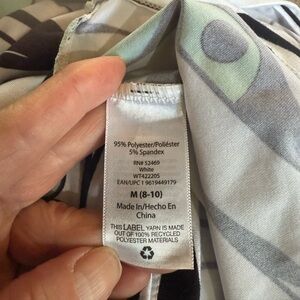 95% Polyester/Poliéster
5% Spandex
RN# 52469
White
WT422205
EAN/UPC 1 9619449179
M (8-10)
Made In/Hecho En
China
This LABEL YARN IS MADE
OUT OF 100% RECYCLED
POLYESTER MATERIALS